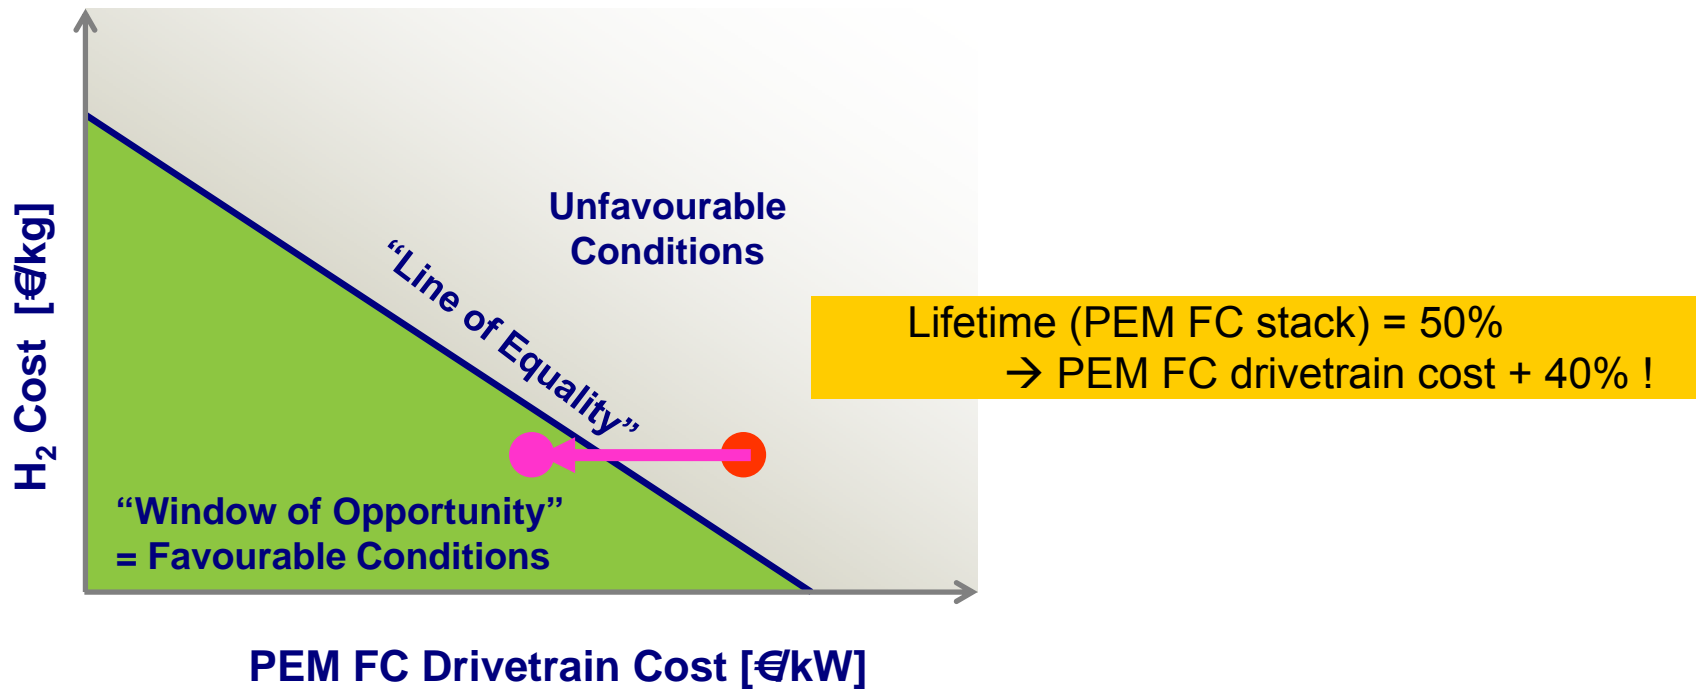 H₂ Cost [€/kg]
Unfavourable
Conditions
“Line of Equality”
Lifetime (PEM FC stack) = 50%
→ PEM FC drivetrain cost + 40% !
“Window of Opportunity”
= Favourable Conditions
PEM FC Drivetrain Cost [€/kW]